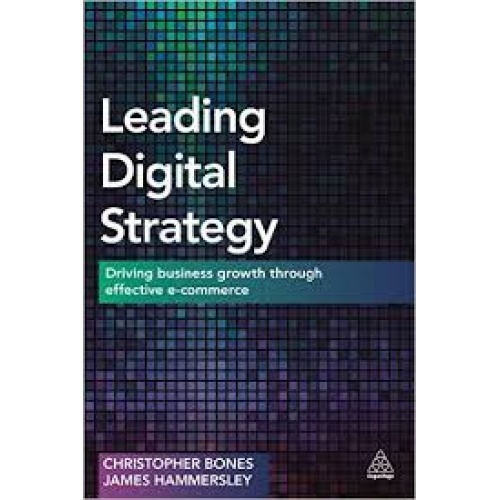 Leading
Digital
Strategy
Driving business growth through
effective e-commerce
CHRISTOPHER BONES
JAMES HAMMERSLEY